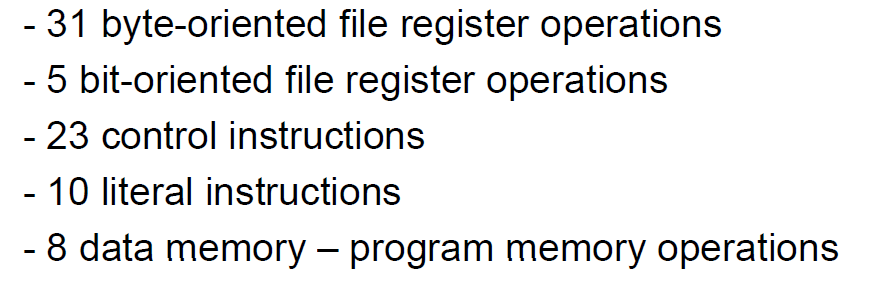 - 31 byte-oriented file register operations
- 5 bit-oriented file register operations
- 23 control instructions
- 10 literal instructions
- 8 data memory – program memory operations